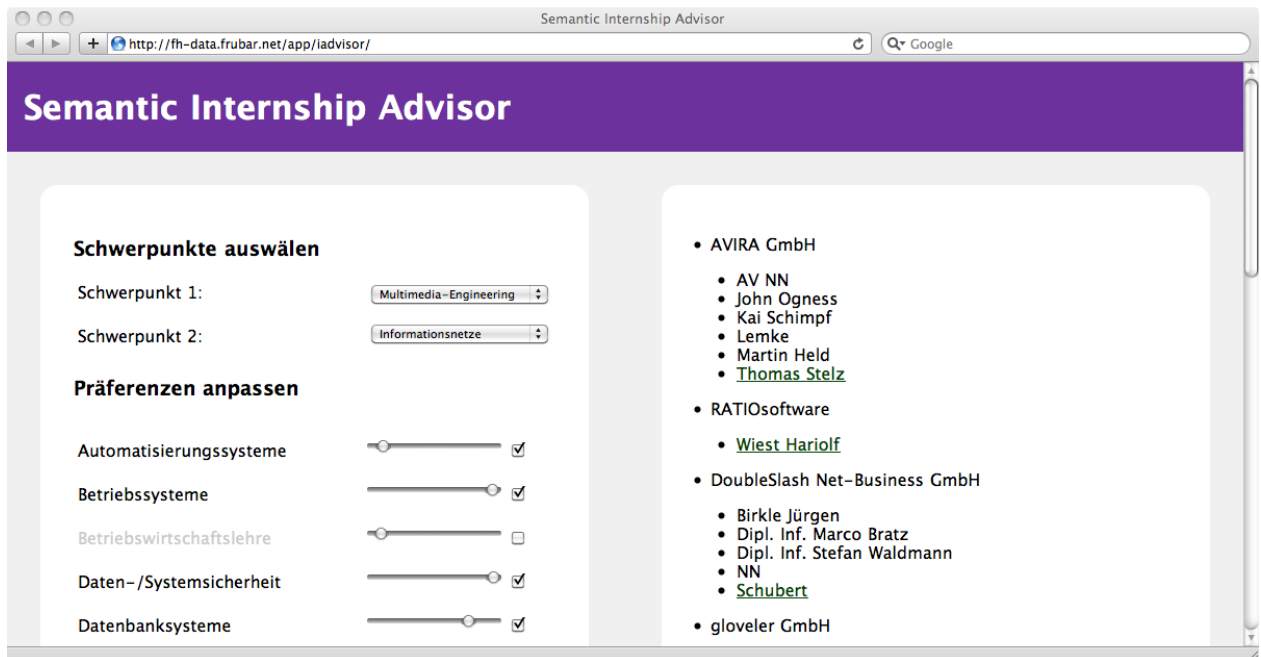 Semantic Internship Advisor
http://fh-data.frubar.net/app/iadvisor/
Google
Semantic Internship Advisor
Schwerpunkte auswälen
Schwerpunkt 1: Multimedia-Engineering
Schwerpunkt 2: Informationsnetze
Präferenzen anpassen
Automatisierungssysteme
Betriebssysteme
Betriebswirtschaftslehre
Daten-/Systemsicherheit
Datenbanksysteme
• AVIRA GmbH
• AV NN
• John Ogness
• Kai Schimpf
• Lemke
• Martin Held
• Thomas Stelz
• RATIOsoftware
• Wiest Hariolf
• DoubleSlash Net-Business GmbH
• Birkle Jürgen
• Dipl. Inf. Marco Bratz
• Dipl. Inf. Stefan Waldmann
• NN
• Schubert
• gloveler GmbH